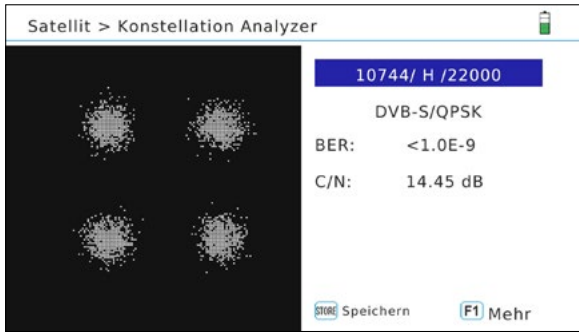 Satellit > Konstellation Analyzer
10744/ H /22000
DVB-S/QPSK
BER: <1.0E-9
C/N: 14.45 dB
STORE Speichern F1 Mehr